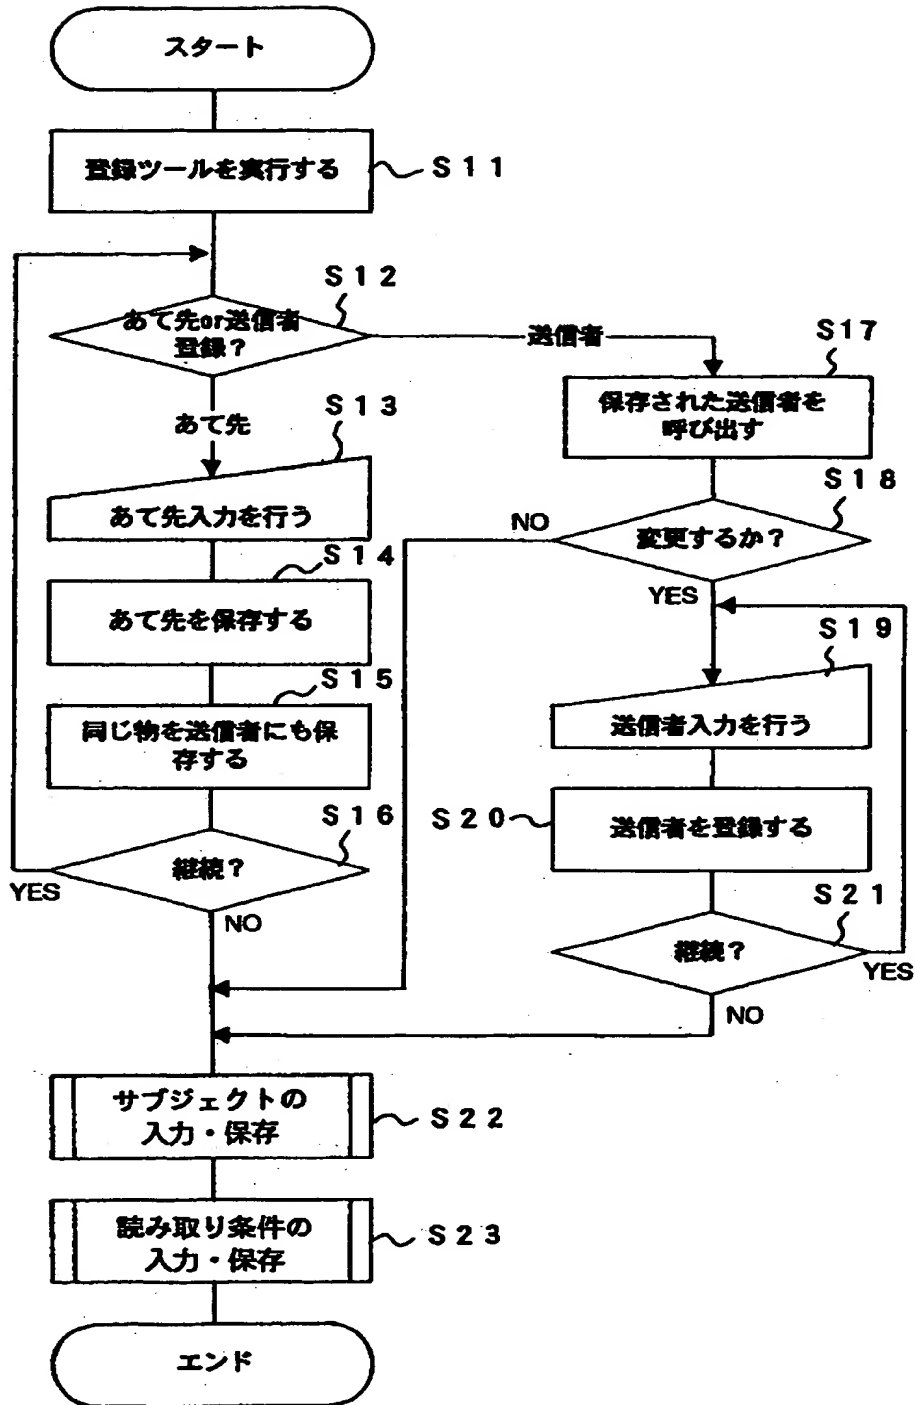 スタート
登録ツールを実行する
S11
S12
あて先or送信者
登録？
送信者
S17
保存された送信者を
呼び出す
あて先
S13
あて先入力を行う
S18
変更するか？
NO
YES
S14
あて先を保存する
S19
送信者入力を行う
S15
同じ物を送信者にも保
存する
S20
送信者を登録する
S16
継続？
YES
NO
S21
継続？
YES
NO
サブジェクトの
入力・保存
S22
読み取り条件の
入力・保存
S23
エンド